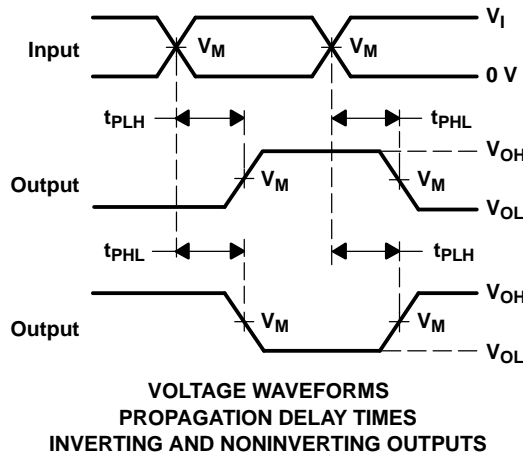 V_I
Input
V_M
V_M
0 V
t_PLH
t_PHL
V_OH
Output
V_M
V_M
V_OL
t_PHL
t_PLH
V_OH
Output
V_M
V_M
V_OL
VOLTAGE WAVEFORMS
PROPAGATION DELAY TIMES
INVERTING AND NONINVERTING OUTPUTS